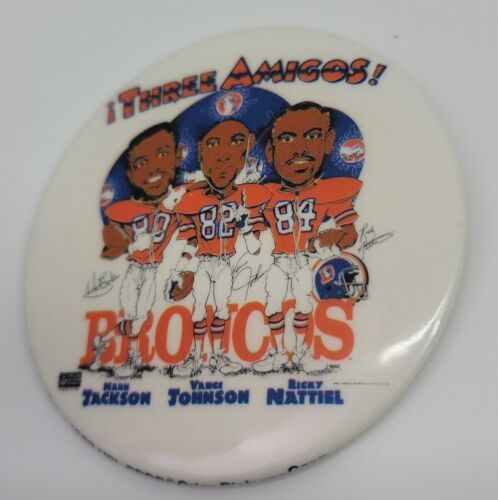 ¡THREE AMIGOS!
80 82 84
BRONCOS
MARK JACKSON
VANCE JOHNSON
RICKY NATTIEL